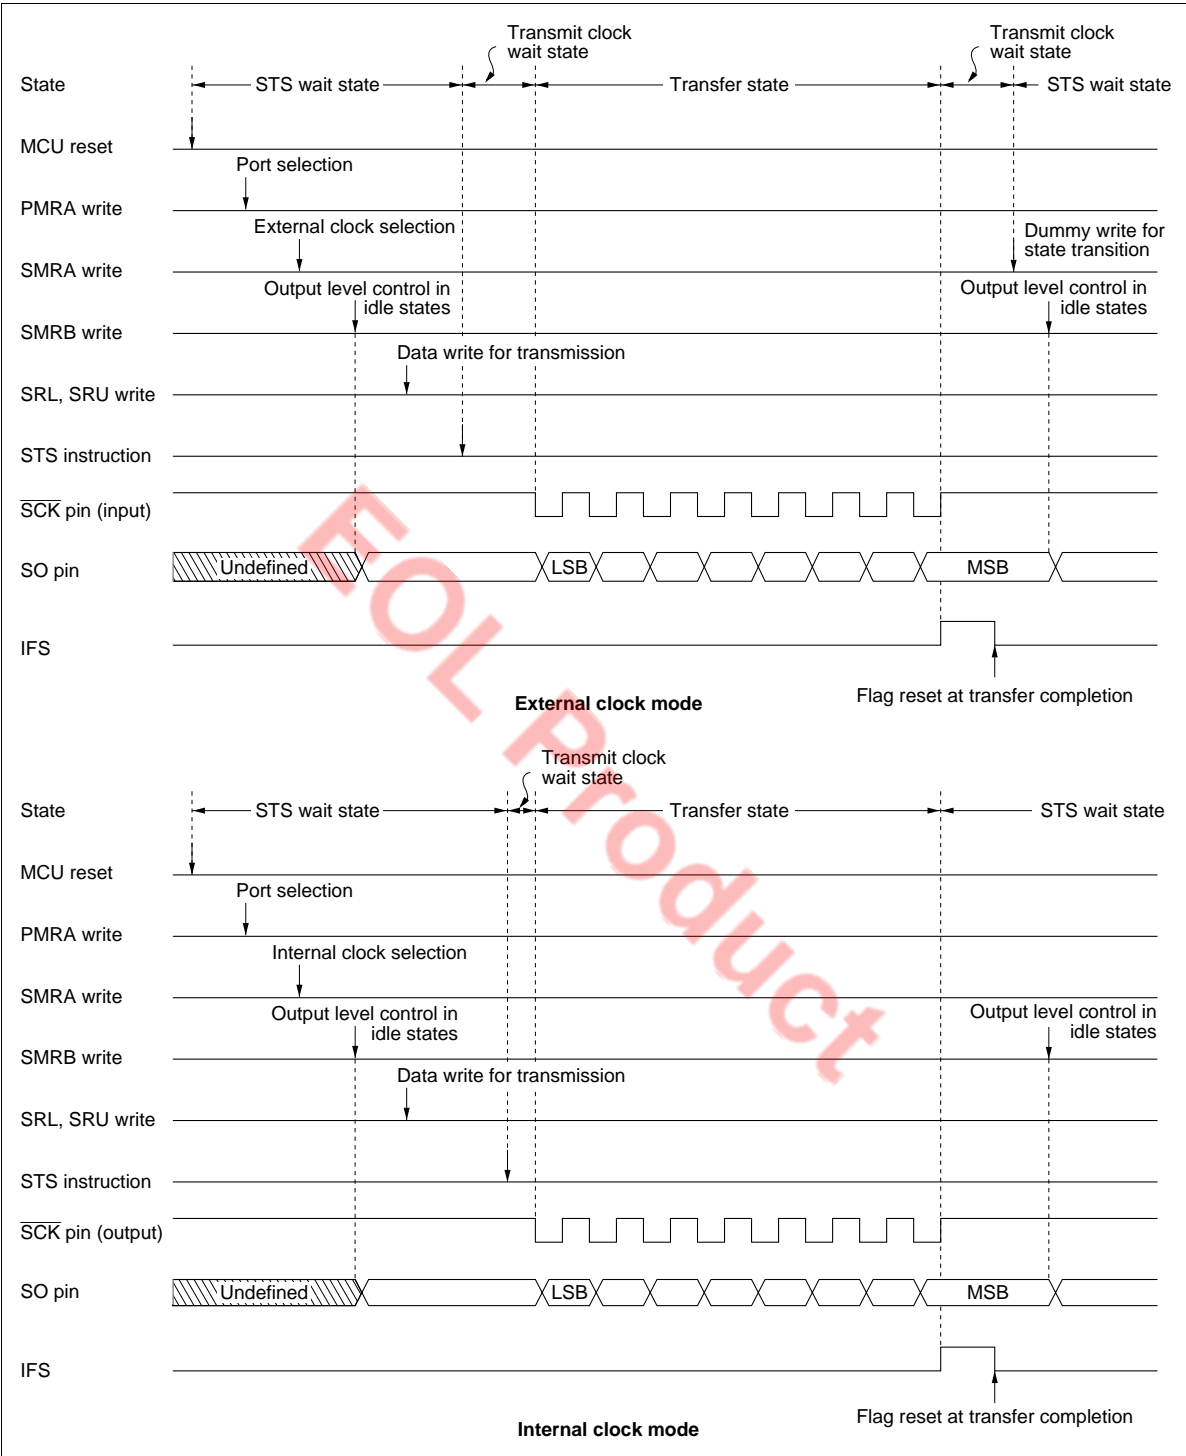 Transmit clock
wait state
Transmit clock
wait state
State
STS wait state
Transfer state
STS wait state
MCU reset
Port selection
PMRA write
External clock selection
Dummy write for
state transition
SMRA write
Output level control in
idle states
Output level control in
idle states
SMRB write
Data write for transmission
SRL, SRU write
STS instruction
SCK pin (input)
SO pin
Undefined
LSB
MSB
IFS
Flag reset at transfer completion
External clock mode
Transmit clock
wait state
State
STS wait state
Transfer state
STS wait state
MCU reset
Port selection
PMRA write
Internal clock selection
SMRA write
Output level control in
idle states
Output level control in
idle states
SMRB write
Data write for transmission
SRL, SRU write
STS instruction
SCK pin (output)
SO pin
Undefined
LSB
MSB
IFS
Flag reset at transfer completion
Internal clock mode
EOL Product